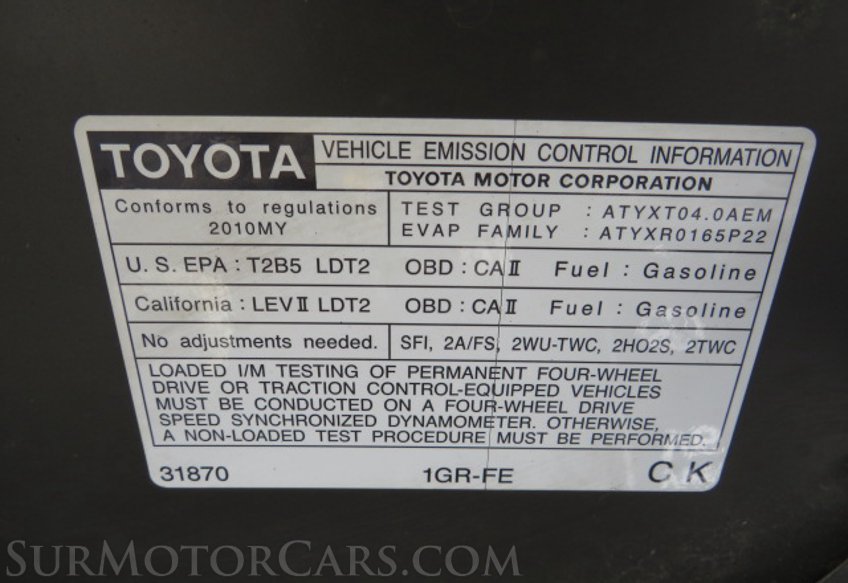 TOYOTA
VEHICLE EMISSION CONTROL INFORMATION
TOYOTA MOTOR CORPORATION
Conforms to regulations
2010MY
TEST GROUP : ATYXT04.0AEM
EVAP FAMILY : ATYXR0165P22
U. S. EPA : T2B5 LDT2 OBD : CAⅡ Fuel : Gasoline
California : LEVⅡ LDT2 OBD : CAⅡ Fuel : Gasoline
No adjustments needed.
SFI, 2A/FS, 2WU-TWC, 2HO2S, 2TWC
LOADED I/M TESTING OF PERMANENT FOUR-WHEEL
DRIVE OR TRACTION CONTROL-EQUIPPED VEHICLES
MUST BE CONDUCTED ON A FOUR-WHEEL DRIVE
SPEED SYNCHRONIZED DYNAMOMETER. OTHERWISE,
A NON-LOADED TEST PROCEDURE MUST BE PERFORMED.
31870 1GR-FE C K
SURMOTORCARS.COM